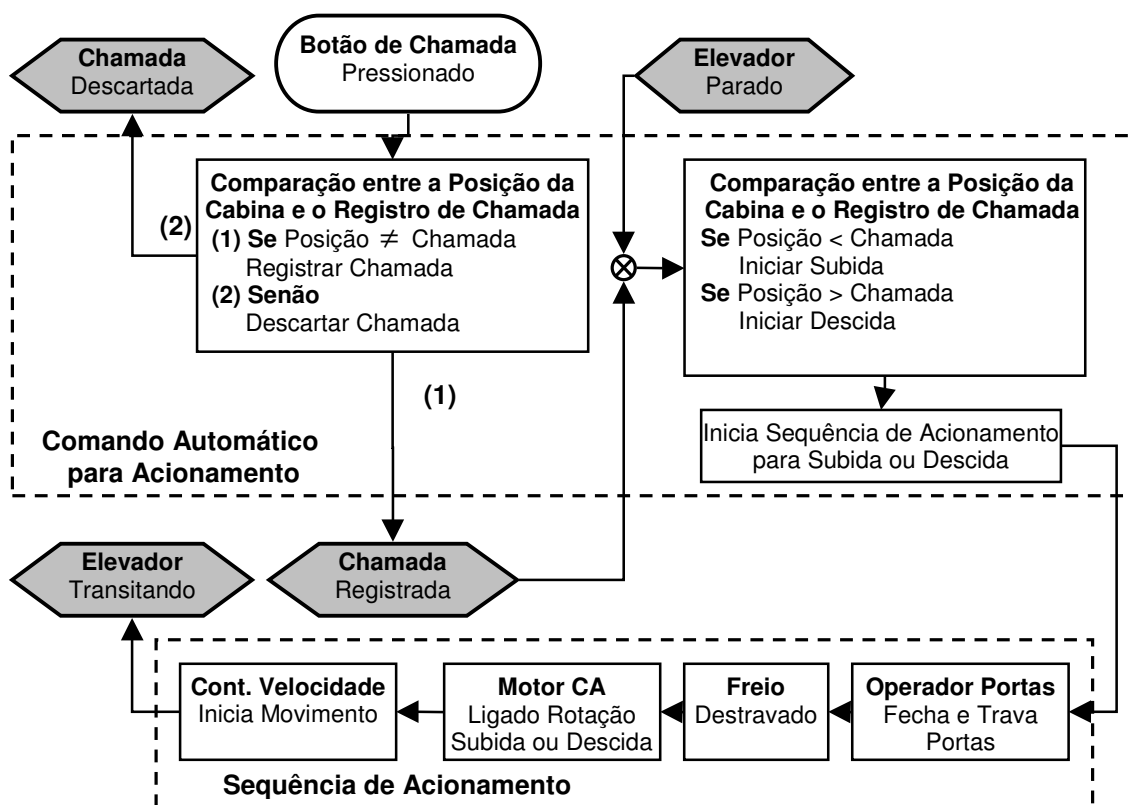 Chamada
Descartada
Botão de Chamada
Pressionado
Elevador
Parado
Comparação entre a Posição da
Cabina e o Registro de Chamada
(1) Se Posição ≠ Chamada
Registrar Chamada
(2) Senão
Descartar Chamada
(2)
(1)
Comparação entre a Posição da
Cabina e o Registro de Chamada
Se Posição < Chamada
Iniciar Subida
Se Posição > Chamada
Iniciar Descida
Inicia Sequência de Acionamento
para Subida ou Descida
Comando Automático
para Acionamento
Elevador
Transitando
Chamada
Registrada
Cont. Velocidade
Inicia Movimento
Motor CA
Ligado Rotação
Subida ou Descida
Freio
Destravado
Operador Portas
Fecha e Trava
Portas
Sequência de Acionamento